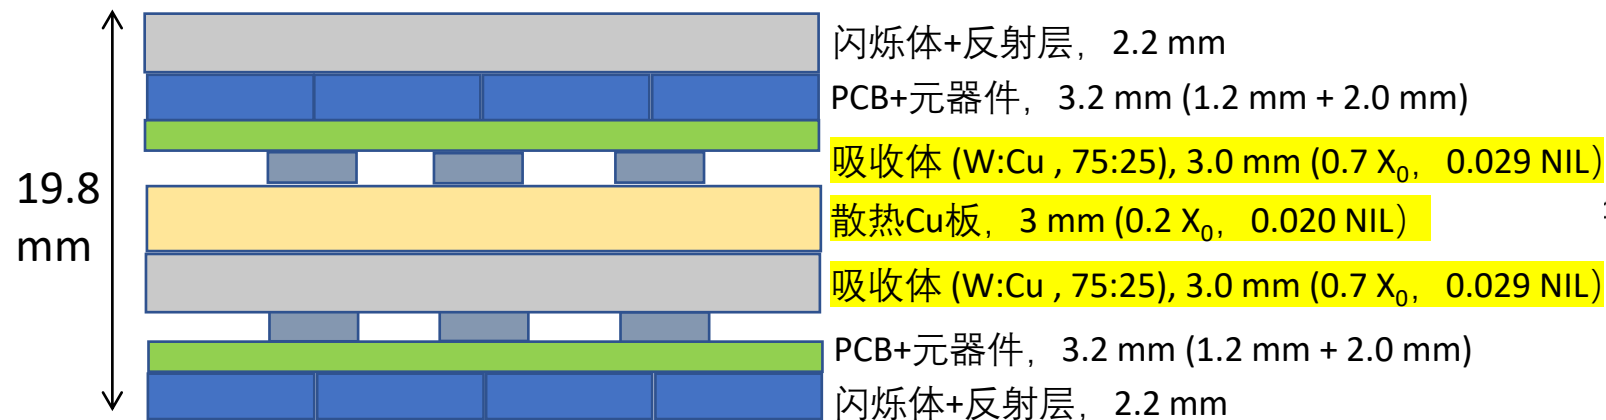 闪烁体+反射层，2.2 mm
PCB+元器件，3.2 mm (1.2 mm + 2.0 mm)
吸收体 (W:Cu , 75:25), 3.0 mm (0.7 X₀，0.029 NIL）
19.8
mm
散热Cu板，3 mm (0.2 X₀，0.020 NIL）
吸收体 (W:Cu , 75:25), 3.0 mm (0.7 X₀，0.029 NIL）
PCB+元器件，3.2 mm (1.2 mm + 2.0 mm)
闪烁体+反射层，2.2 mm